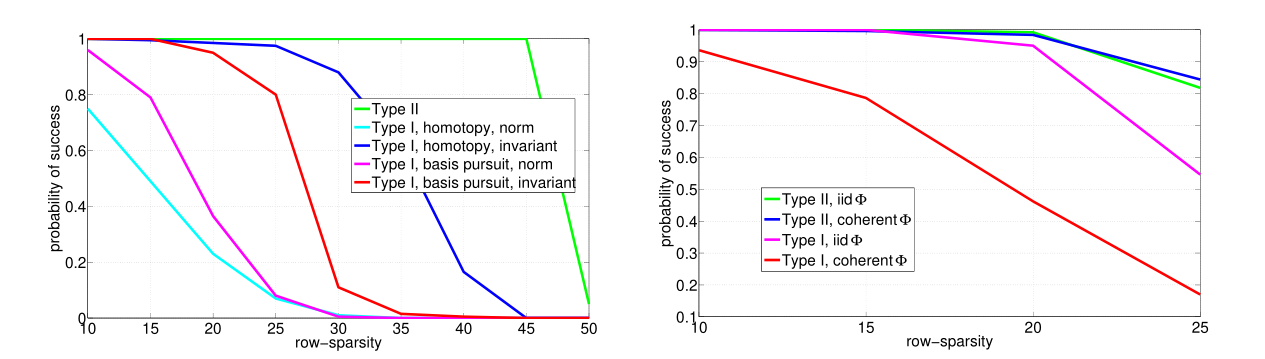 1
0.8
0.6
0.4
0.2
0
10 15 20 25 30 35 40 45 50
row-sparsity
probability of success
Type II
Type I, homotopy, norm
Type I, homotopy, invariant
Type I, basis pursuit, norm
Type I, basis pursuit, invariant
1
0.9
0.8
0.7
0.6
0.5
0.4
0.3
0.2
0.1
10 15 20 25
row-sparsity
probability of success
Type II, iid Φ
Type II, coherent Φ
Type I, iid Φ
Type I, coherent Φ